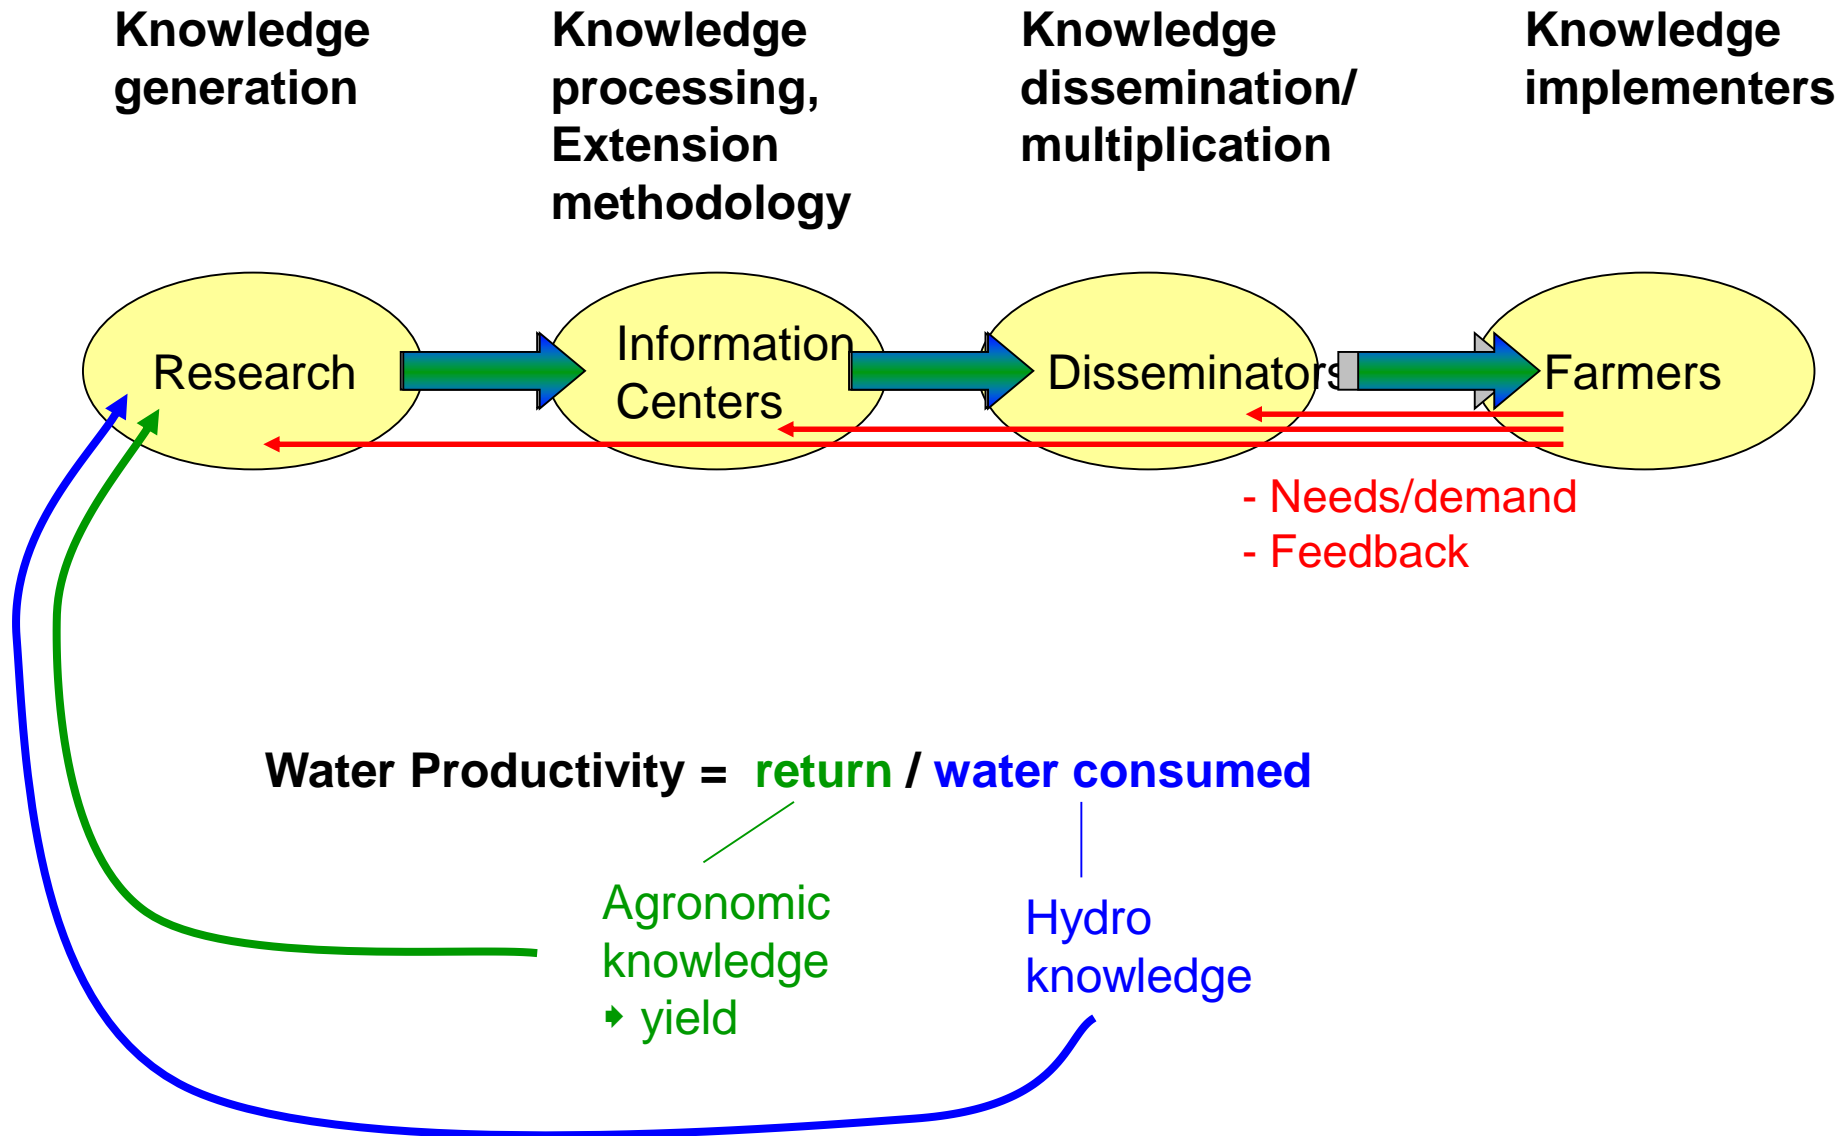 Knowledge
generation
Knowledge
processing,
Extension
methodology
Knowledge
dissemination/
multiplication
Knowledge
implementers
Research
Information
Centers
Disseminators
Farmers
- Needs/demand
- Feedback
Water Productivity = return / water consumed
Agronomic
knowledge
yield
Hydro
knowledge